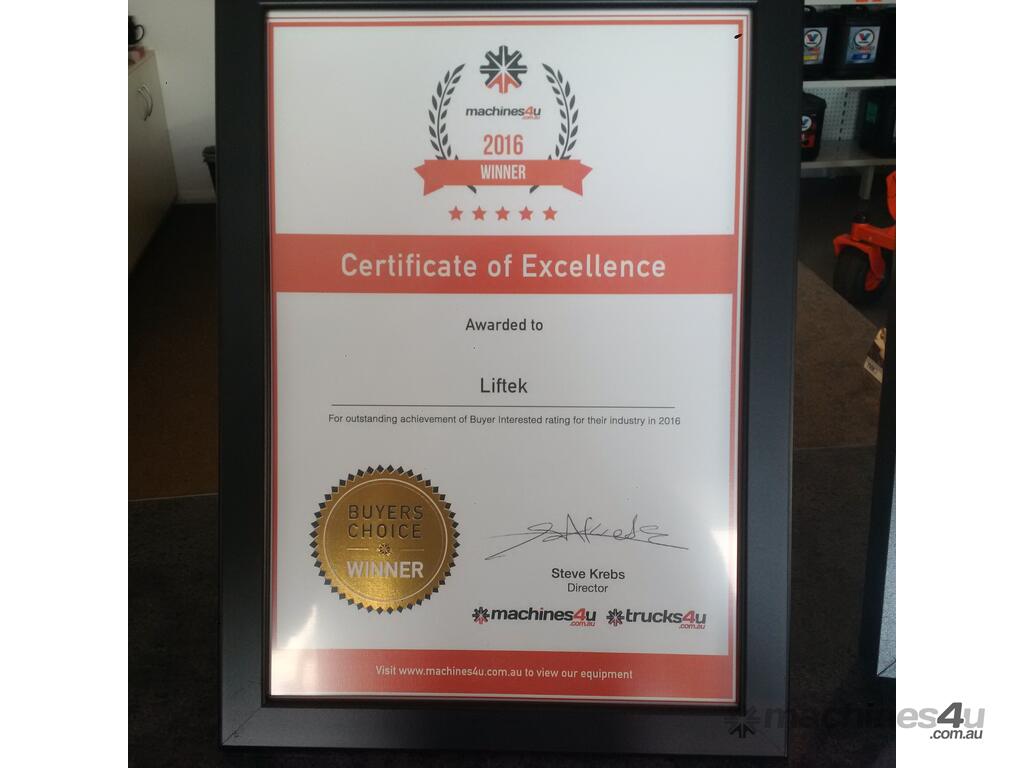 machines4u
.com.au
2016
WINNER
Certificate of Excellence
Awarded to
Liftek
For outstanding achievement of Buyer Interested rating for their industry in 2016
BUYERS
CHOICE
WINNER
Steve Krebs
Director
machines4u
.com.au
trucks4u
.com.au
Visit www.machines4u.com.au to view our equipment
machines4u
.com.au